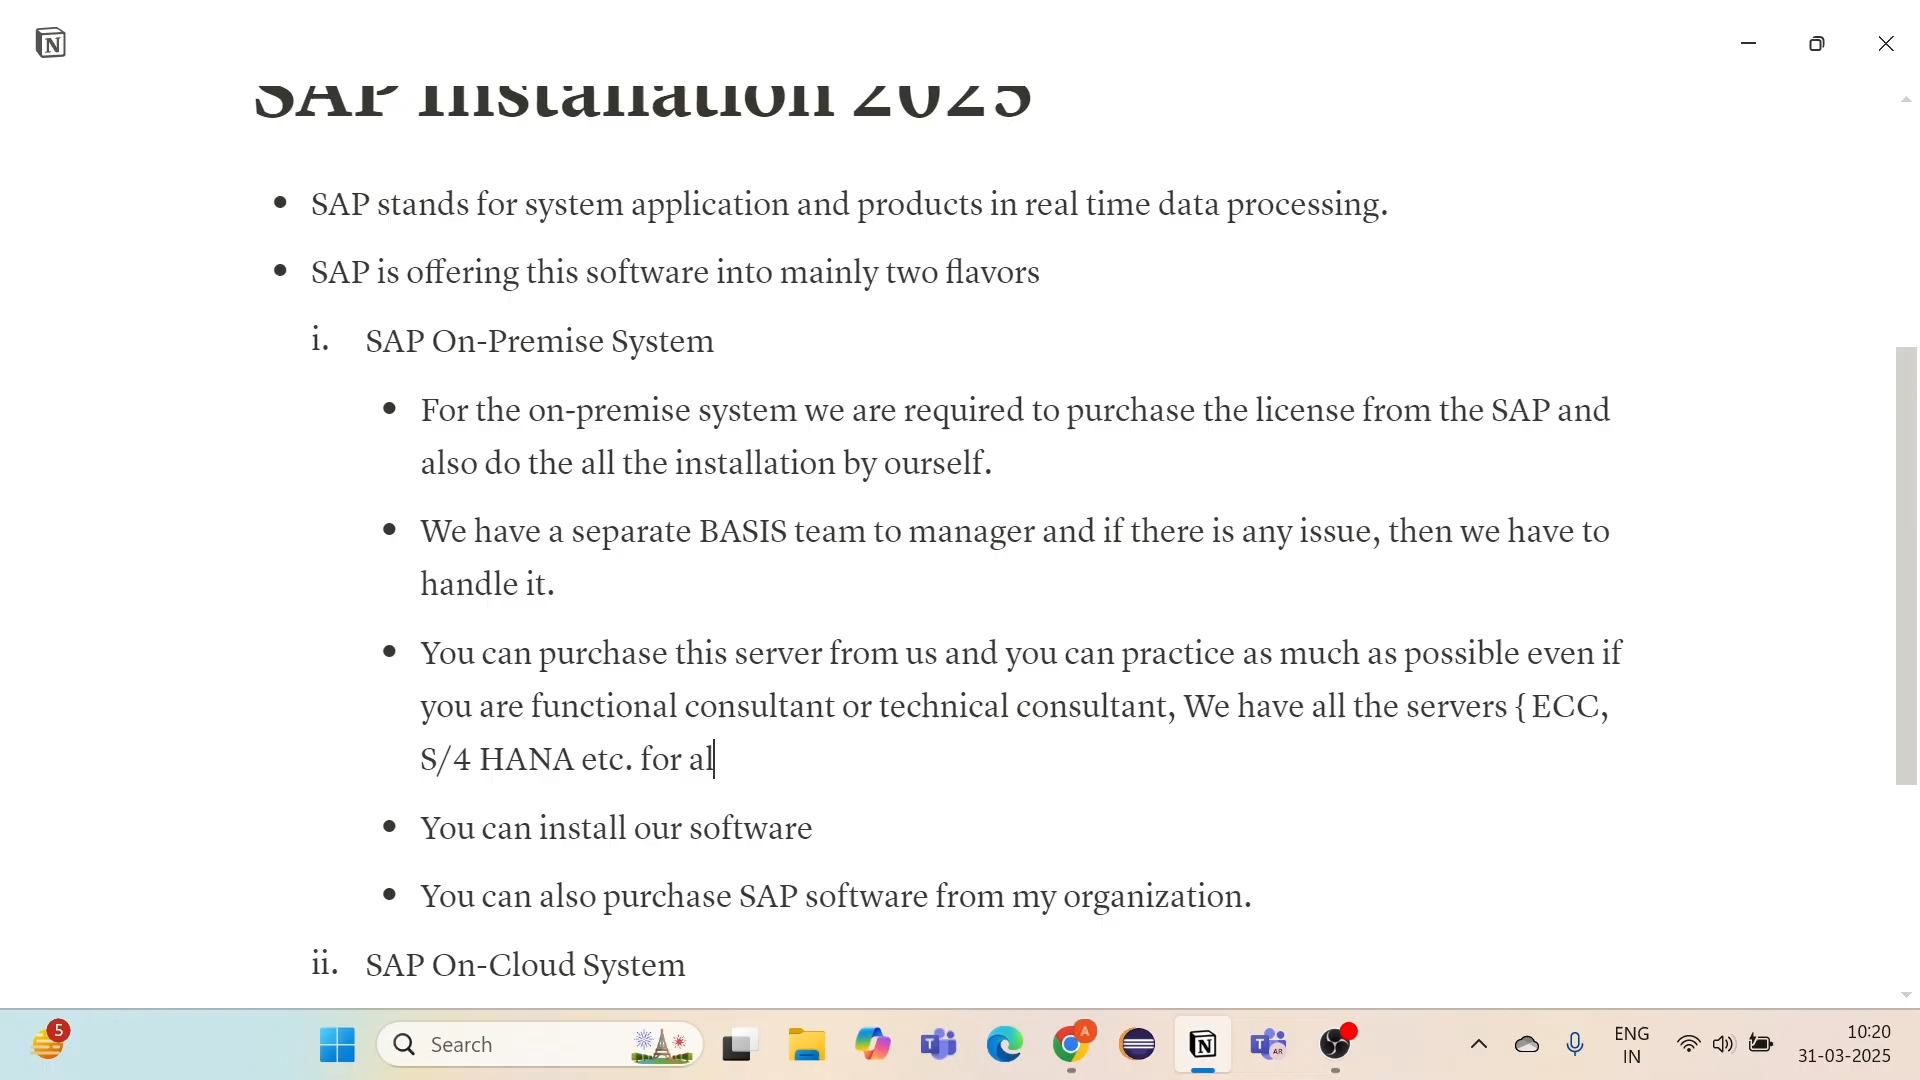 SAP Installation 2025
• SAP stands for system application and products in real time data processing.
• SAP is offering this software into mainly two flavors
i. SAP On-Premise System
• For the on-premise system we are required to purchase the license from the SAP and
also do the all the installation by ourself.
• We have a separate BASIS team to manager and if there is any issue, then we have to
handle it.
• You can purchase this server from us and you can practice as much as possible even if
you are functional consultant or technical consultant, We have all the servers { ECC,
S/4 HANA etc. for al
• You can install our software
• You can also purchase SAP software from my organization.
ii. SAP On-Cloud System
5
Search
A
AR
ENG
IN
10:20
31-03-2025